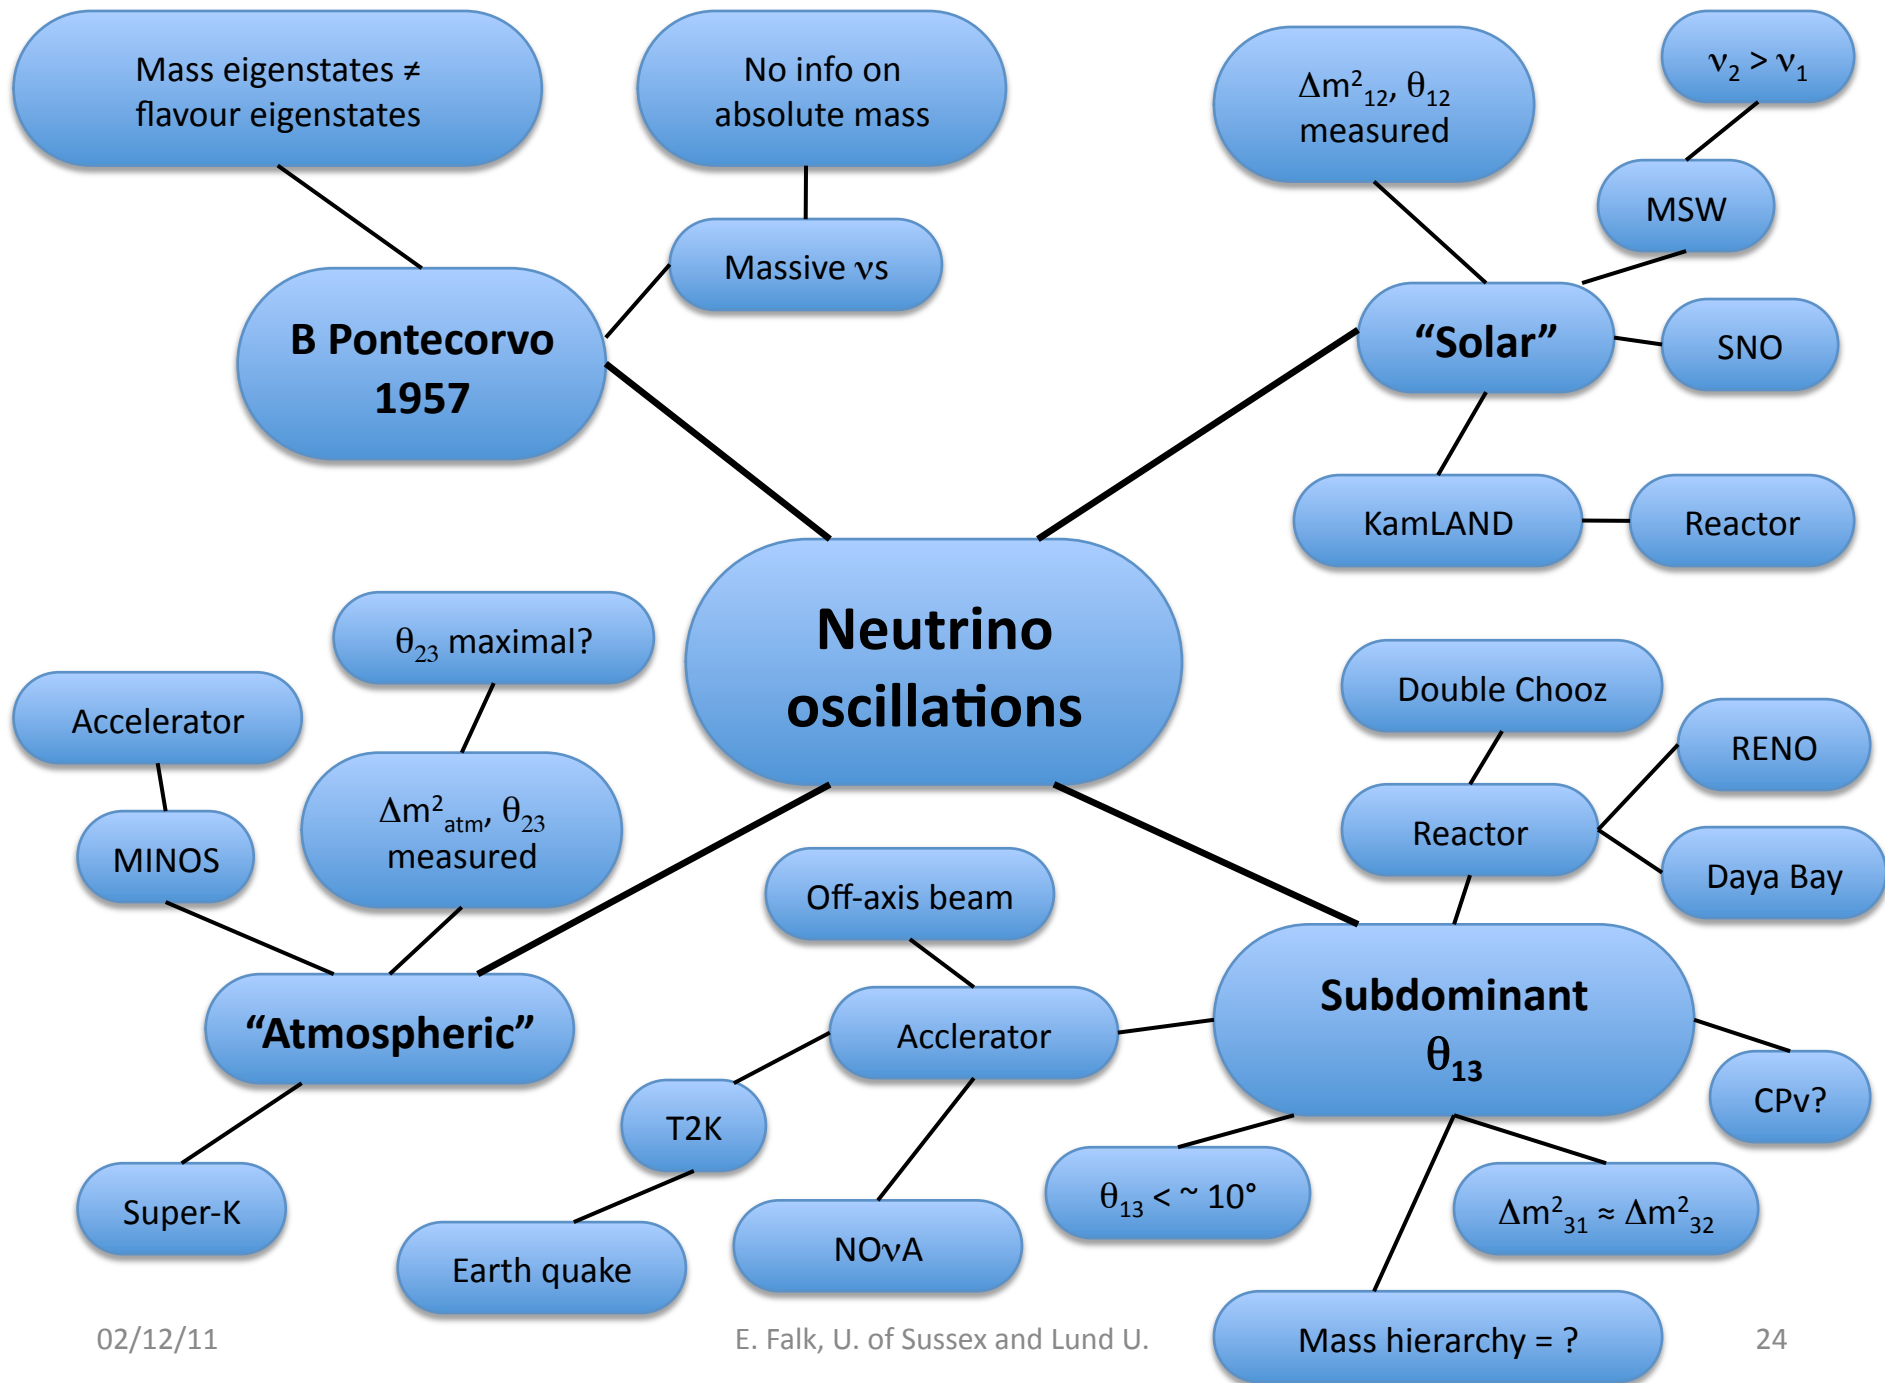 Mass eigenstates ≠
flavour eigenstates
No info on
absolute mass
Δm²₁₂, θ₁₂
measured
ν₂ > ν₁
MSW
Massive νs
B Pontecorvo
1957
“Solar”
SNO
KamLAND
Reactor
Neutrino
oscillations
θ₂₃ maximal?
Accelerator
Δm²ₐₜₘ, θ₂₃
measured
MINOS
Double Chooz
RENO
Reactor
Daya Bay
Off-axis beam
“Atmospheric”
Acclerator
Subdominant
θ₁₃
CPv?
T2K
Super-K
Earth quake
NOνA
θ₁₃ < ~ 10°
Δm²₃₁ ≈ Δm²₃₂
Mass hierarchy = ?
02/12/11
E. Falk, U. of Sussex and Lund U.
24